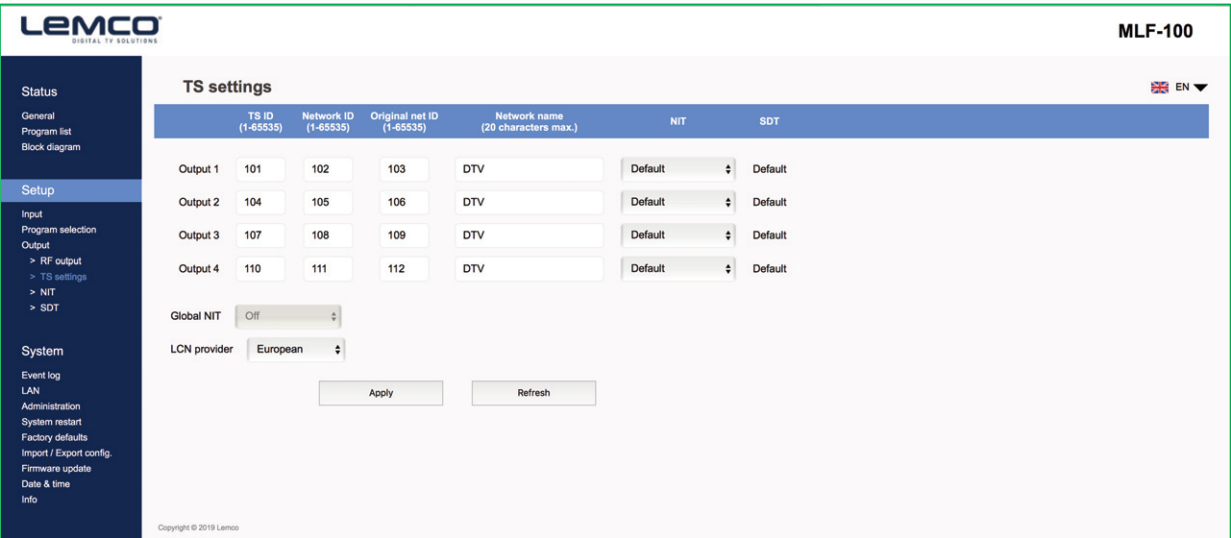 LEMCO
DIGITAL TV SOLUTIONS
MLF-100
Status
General
Program list
Block diagram
Setup
Input
Program selection
Output
> RF output
> TS settings
> NIT
> SDT
System
Event log
LAN
Administration
System restart
Factory defaults
Import / Export config.
Firmware update
Date & time
Info
TS settings
EN
TS ID (1-65535) Network ID (1-65535) Original net ID (1-65535) Network name (20 characters max.) NIT SDT
Output 1 101 102 103 DTV Default Default
Output 2 104 105 106 DTV Default Default
Output 3 107 108 109 DTV Default Default
Output 4 110 111 112 DTV Default Default
Global NIT Off
LCN provider European
Apply Refresh
Copyright © 2019 Lemco